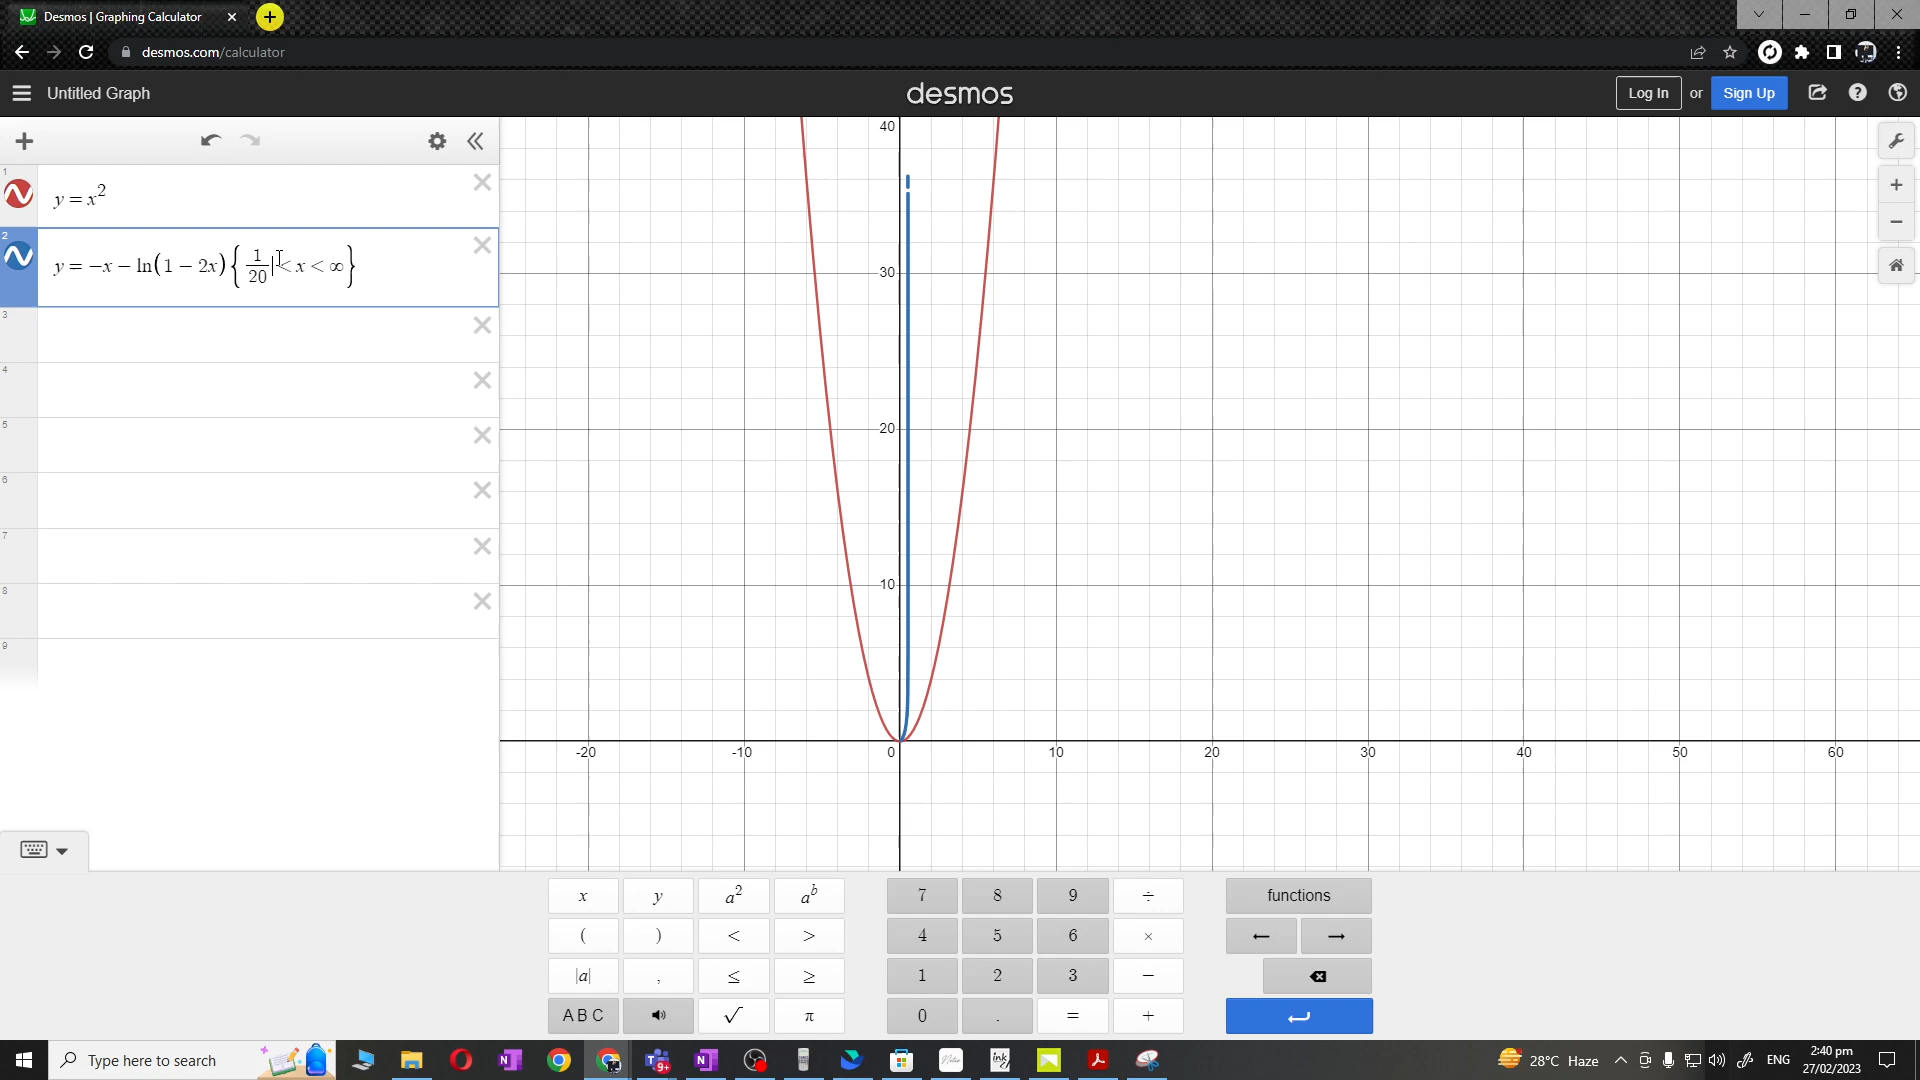 Desmos | Graphing Calculator
desmos.com/calculator
Untitled Graph
desmos
Log In or Sign Up
1
y = x²
2
y = −x − ln(1 − 2x) {1/20 < x < ∞}
3
4
5
6
7
8
9
40
30
20
10
-20 -10 0 10 20 30 40 50 60
x y a² aᵇ 7 8 9 ÷ functions
( ) < > 4 5 6 × ← →
|a| , ≤ ≥ 1 2 3 −
A B C √ π 0 . = +
Type here to search
9+
28°C Haze
ENG
2:40 pm
27/02/2023